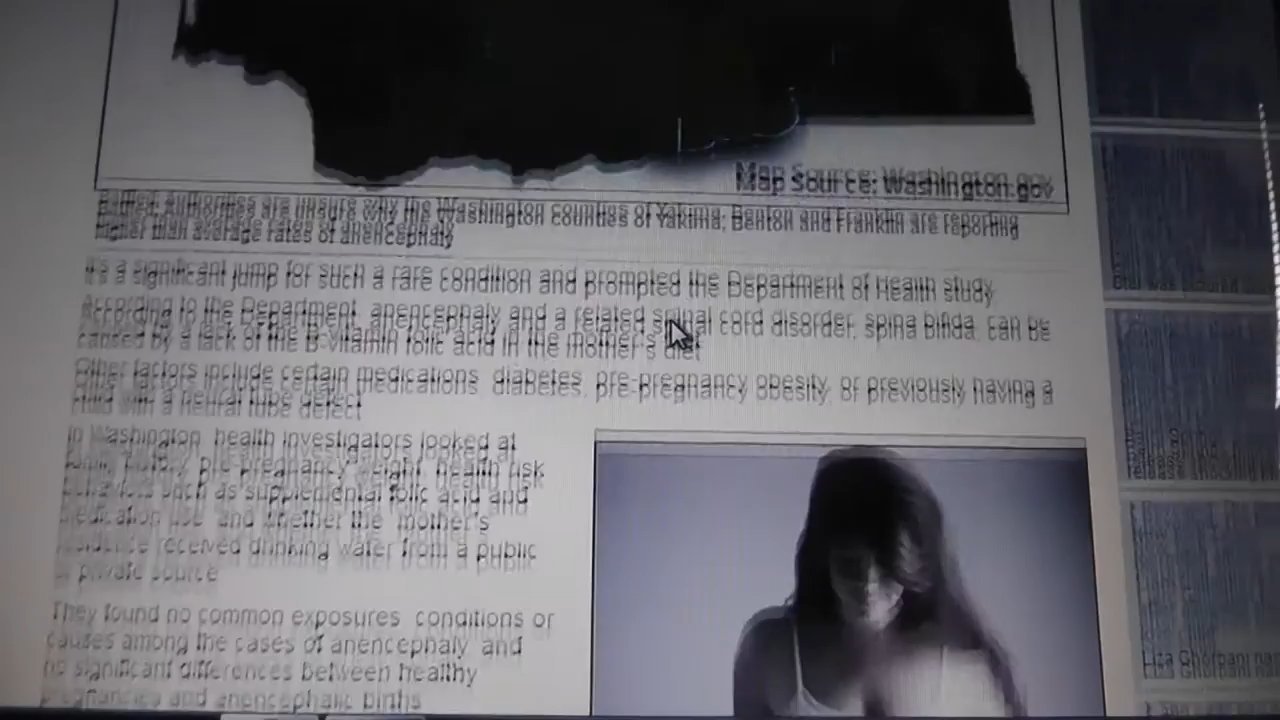 Map Source: Washington.gov
Baffled: Authorities are unsure why the Washington counties of Yakima, Benton and Franklin are reporting
higher than average rates of anencephaly
It's a significant jump for such a rare condition and prompted the Department of Health study.
According to the Department, anencephaly and a related spinal cord disorder, spina bifida, can be
caused by a lack of the B vitamin folic acid in the mother's diet
Other factors include certain medications, diabetes, pre-pregnancy obesity, or previously having a
child with a neural tube defect
In Washington, health investigators looked at
family history, pre-pregnancy weight, health risk
behaviors such as supplemental folic acid and
medication use, and whether the mother's
residence received drinking water from a public
or private source
They found no common exposures, conditions or
causes among the cases of anencephaly, and
no significant differences between healthy
pregnancies and anencephalic births
Liza Ghorbani